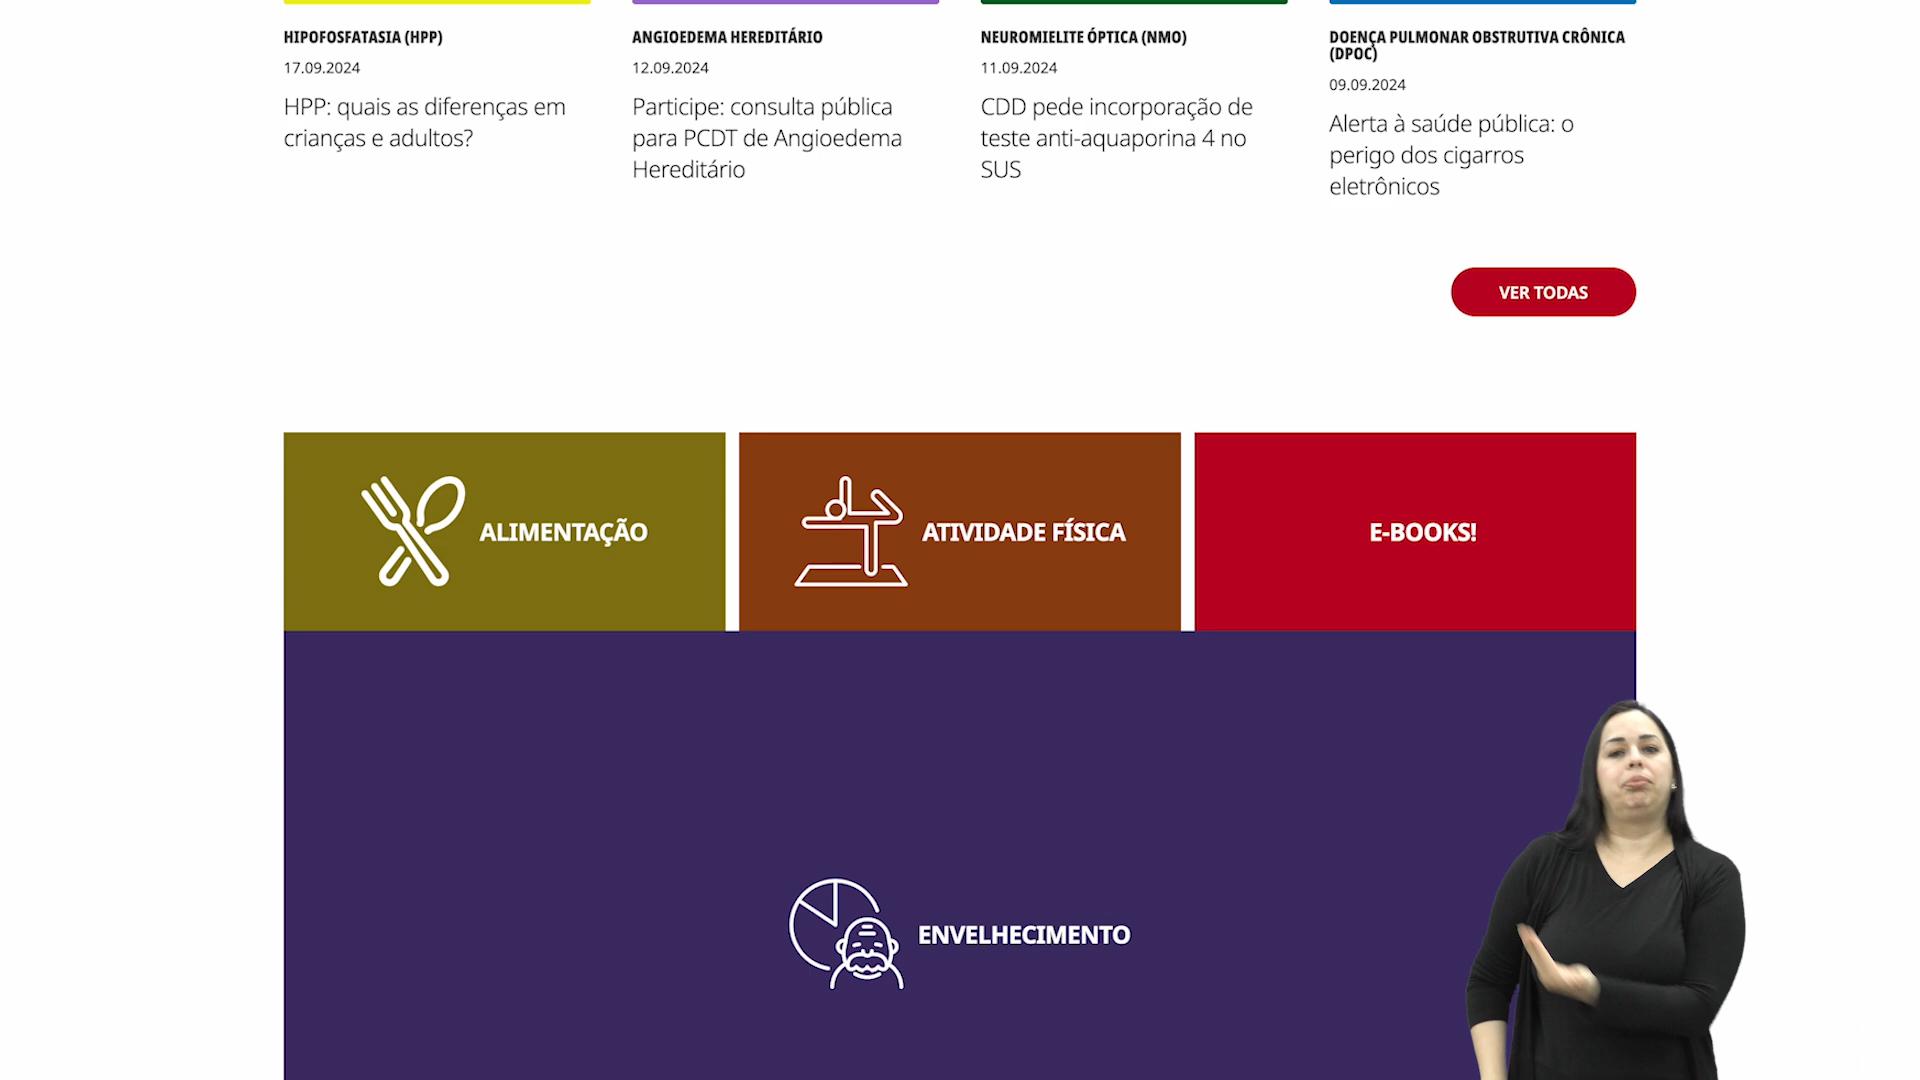 HIPOFOSFATASIA (HPP)
17.09.2024
HPP: quais as diferenças em
crianças e adultos?
ANGIOEDEMA HEREDITÁRIO
12.09.2024
Participe: consulta pública
para PCDT de Angioedema
Hereditário
NEUROMIELITE ÓPTICA (NMO)
11.09.2024
CDD pede incorporação de
teste anti-aquaporina 4 no
SUS
DOENÇA PULMONAR OBSTRUTIVA CRÔNICA
(DPOC)
09.09.2024
Alerta à saúde pública: o
perigo dos cigarros
eletrônicos
VER TODAS
ALIMENTAÇÃO
ATIVIDADE FÍSICA
E-BOOKS!
ENVELHECIMENTO